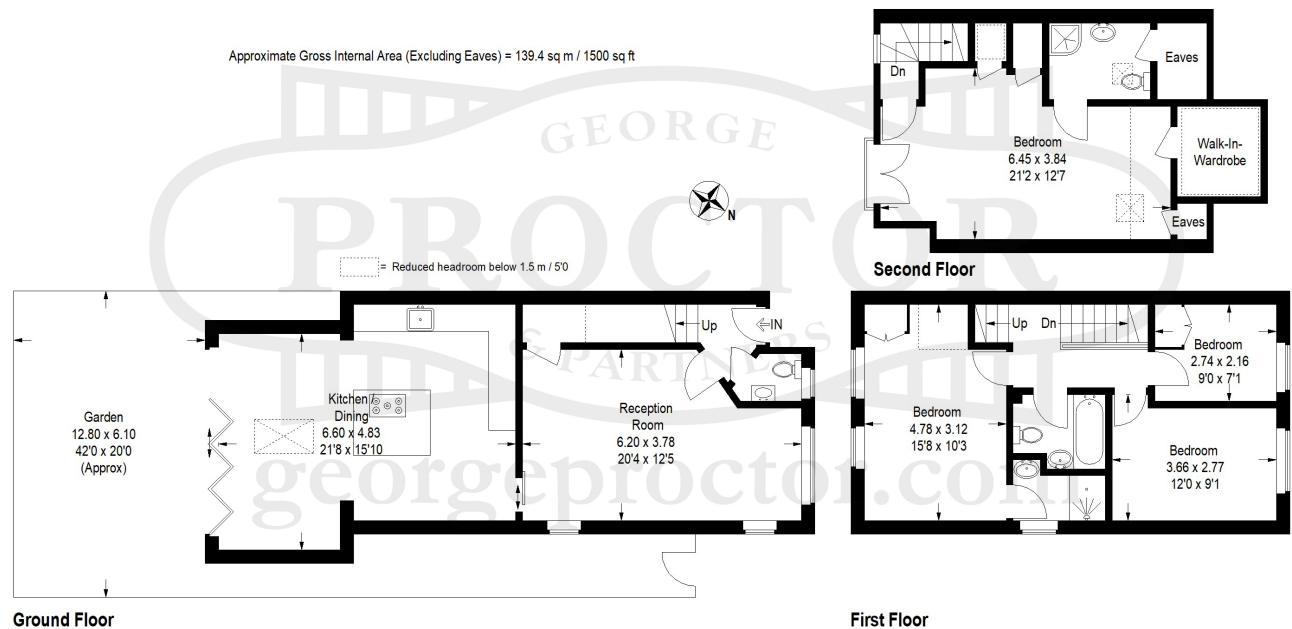 Approximate Gross Internal Area (Excluding Eaves) = 139.4 sq m / 1500 sq ft
GEORGE
PROCTOR
& PARTNERS
georgeproctor.com
N
= Reduced headroom below 1.5 m / 5'0
Dn
Eaves
Bedroom
6.45 x 3.84
21'2 x 12'7
Walk-In-
Wardrobe
Eaves
Second Floor
Up
IN
Garden
12.80 x 6.10
42'0 x 20'0
(Approx)
Kitchen /
Dining
6.60 x 4.83
21'8 x 15'10
Reception
Room
6.20 x 3.78
20'4 x 12'5
Ground Floor
Up
Dn
Bedroom
2.74 x 2.16
9'0 x 7'1
Bedroom
4.78 x 3.12
15'8 x 10'3
Bedroom
3.66 x 2.77
12'0 x 9'1
First Floor